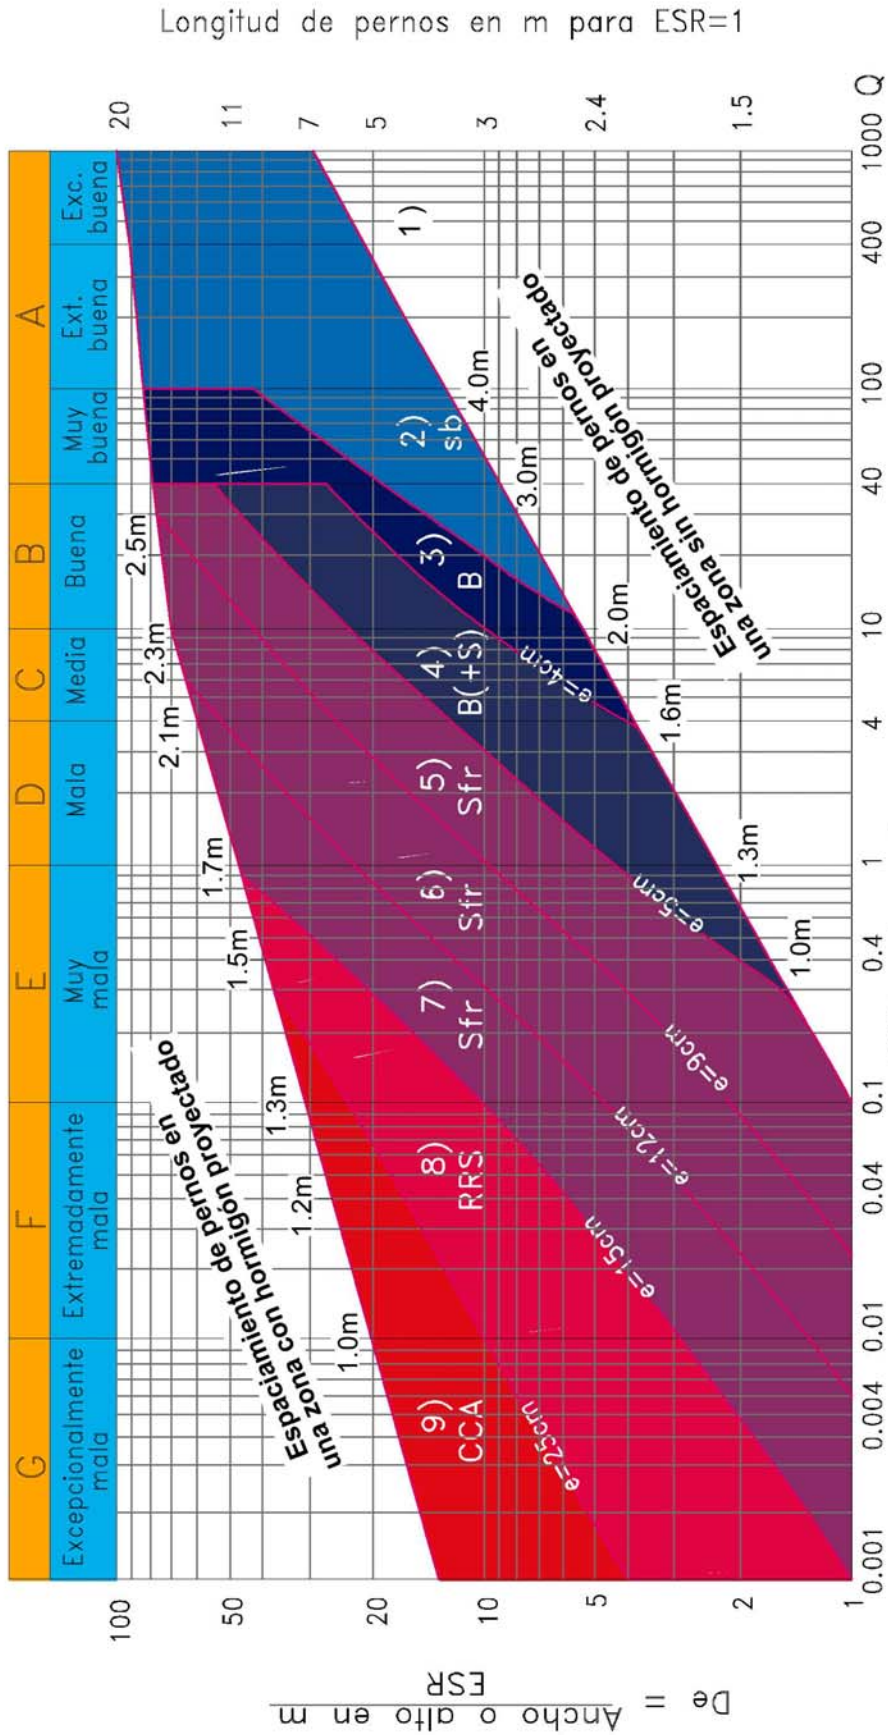 G
F
E
D
C
B
A
Excepcionalmente
mala
Extremadamente
mala
Muy
mala
Mala
Media
Buena
Muy
buena
Ext.
buena
Exc.
buena
De = Ancho o alto en m
ESR
100
50
20
10
5
2
1
Espaciamiento de pernos en
una zona con hormigón proyectado
1.0m
1.2m
1.3m
1.5m
1.7m
2.1m
2.3m
2.5m
9)
CCA
8)
RRS
7)
Sfr
6)
Sfr
5)
Sfr
4)
B(+S)
3)
B
2)
sb
1)
e=25cm
e=15cm
e=12cm
e=9cm
e=5cm
e=4cm
1.0m
1.3m
1.6m
2.0m
3.0m
4.0m
Espaciamiento de pernos en
una zona sin hormigón proyectado
20
11
7
5
3
2.4
1.5
Longitud de pernos en m para ESR=1
0.001
0.004
0.01
0.04
0.1
0.4
1
4
10
40
100
400
1000
Q